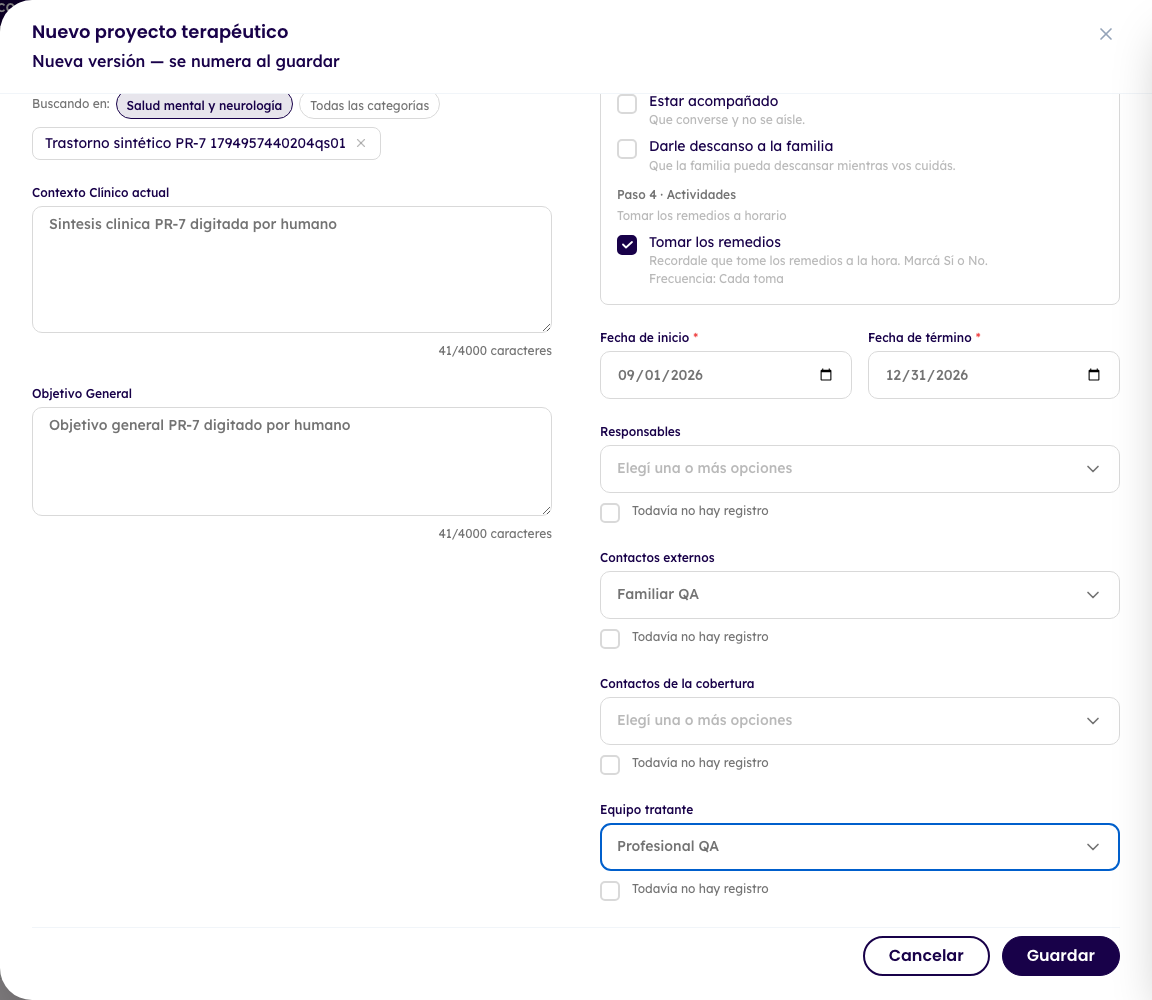 Nuevo proyecto terapéutico
Nueva versión — se numera al guardar
Buscando en: Salud mental y neurología Todas las categorías
Trastorno sintético PR-7 1794957440204qs01
Contexto Clínico actual
Sintesis clinica PR-7 digitada por humano
41/4000 caracteres
Objetivo General
Objetivo general PR-7 digitado por humano
41/4000 caracteres
Estar acompañado
Que converse y no se aísle.
Darle descanso a la familia
Que la familia pueda descansar mientras vos cuidás.
Paso 4 · Actividades
Tomar los remedios a horario
Tomar los remedios
Recordale que tome los remedios a la hora. Marcá Sí o No.
Frecuencia: Cada toma
Fecha de inicio * Fecha de término *
09/01/2026 12/31/2026
Responsables
Elegí una o más opciones
Todavía no hay registro
Contactos externos
Familiar QA
Todavía no hay registro
Contactos de la cobertura
Elegí una o más opciones
Todavía no hay registro
Equipo tratante
Profesional QA
Todavía no hay registro
Cancelar Guardar